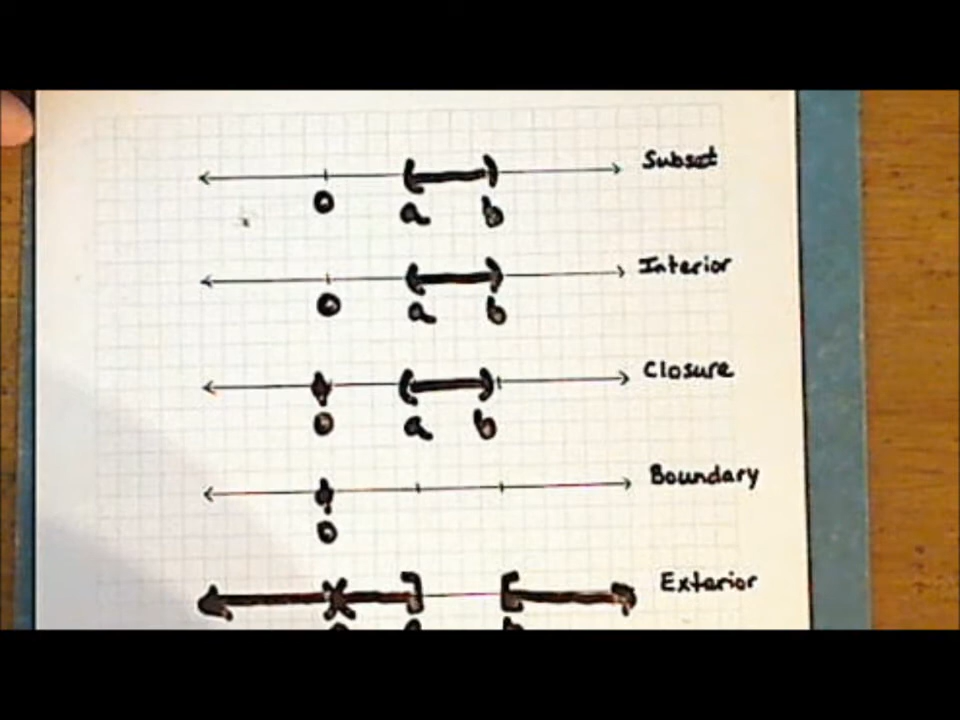 Subset
0 a b
Interior
0 a b
Closure
0 a b
Boundary
0
Exterior